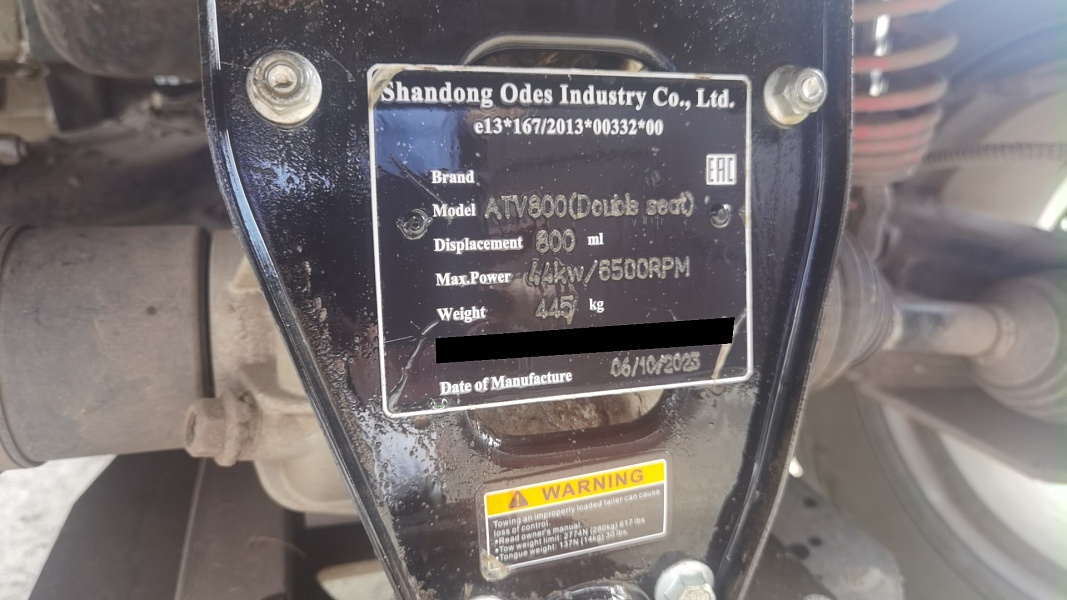 Shandong Odes Industry Co., Ltd.
e13*167/2013*00332*00
EAC
Brand
Model ATV800(Double seat)
Displacement 800 ml
Max.Power 44kw/6500RPM
Weight 445 kg
Date of Manufacture 06/10/2023
WARNING
Towing an improperly loaded tailer can cause
loss of control.
•Read owner's manual.
•Tow weight limit: 2774N (280kg) 617 lbs
•Tongue weight: 137N (14kg) 30 lbs.